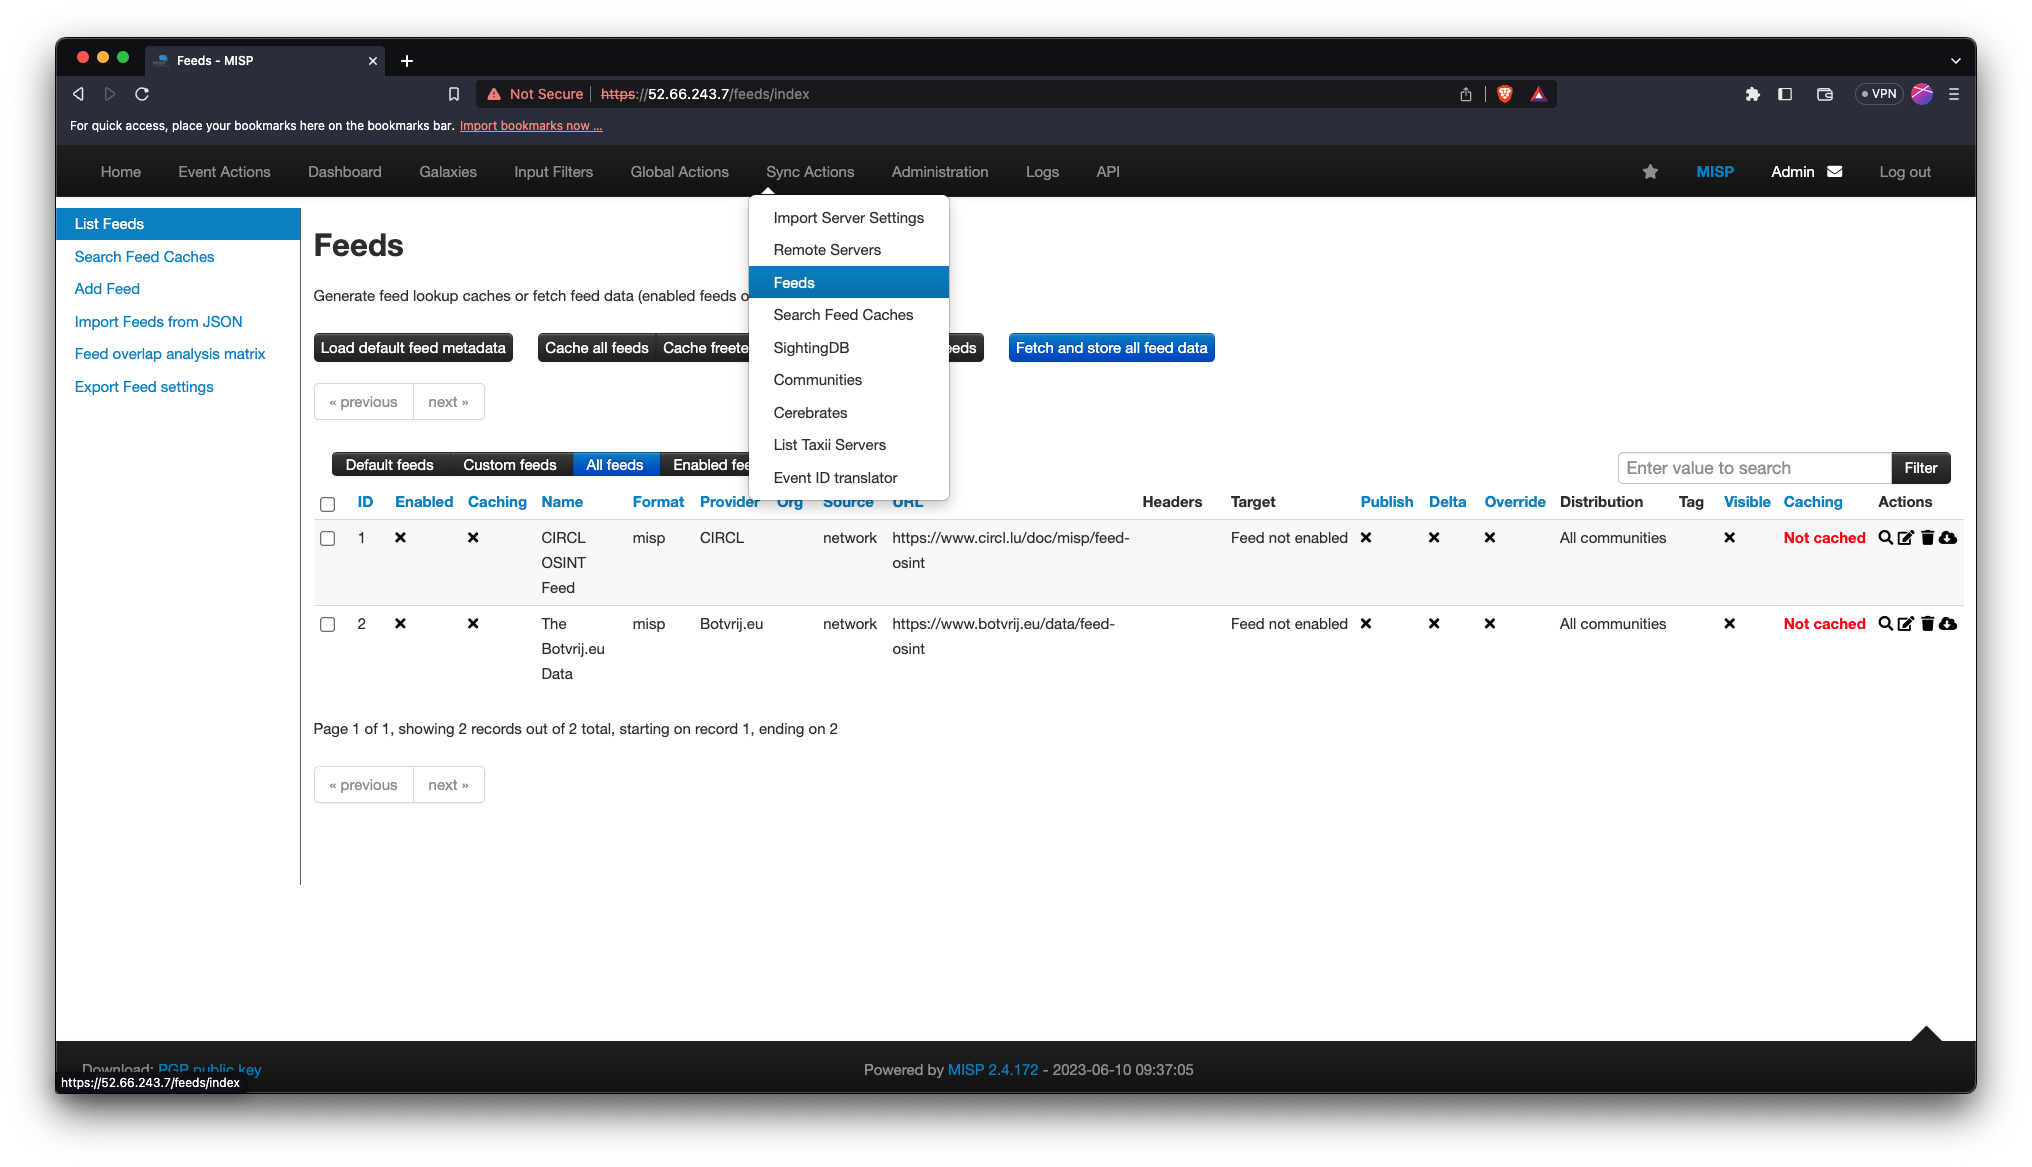 Feeds - MISP
Not Secure https://52.66.243.7/feeds/index
VPN
For quick access, place your bookmarks here on the bookmarks bar. Import bookmarks now ...
Home Event Actions Dashboard Galaxies Input Filters Global Actions Sync Actions Administration Logs API MISP Admin Log out
List Feeds
Search Feed Caches
Add Feed
Import Feeds from JSON
Feed overlap analysis matrix
Export Feed settings
Import Server Settings
Remote Servers
Feeds
Search Feed Caches
SightingDB
Communities
Cerebrates
List Taxii Servers
Event ID translator
Feeds
Generate feed lookup caches or fetch feed data (enabled feeds o
Load default feed metadata Cache all feeds Cache freete eeds Fetch and store all feed data
« previous next »
Default feeds Custom feeds All feeds Enabled fee
Enter value to search Filter
ID Enabled Caching Name Format Provider Org Source URL Headers Target Publish Delta Override Distribution Tag Visible Caching Actions
1 CIRCL misp CIRCL network https://www.circl.lu/doc/misp/feed- Feed not enabled All communities Not cached
OSINT osint
Feed
2 The misp Botvrij.eu network https://www.botvrij.eu/data/feed- Feed not enabled All communities Not cached
Botvrij.eu osint
Data
Page 1 of 1, showing 2 records out of 2 total, starting on record 1, ending on 2
« previous next »
Download: PGP public key
Powered by MISP 2.4.172 - 2023-06-10 09:37:05
https://52.66.243.7/feeds/index